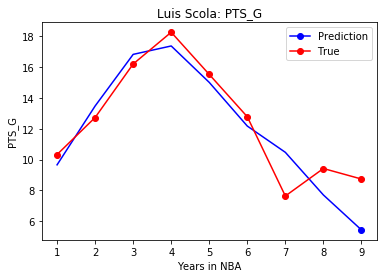 Luis Scola: PTS_G
Prediction
True
PTS_G
18
16
14
12
10
8
6
1 2 3 4 5 6 7 8 9
Years in NBA